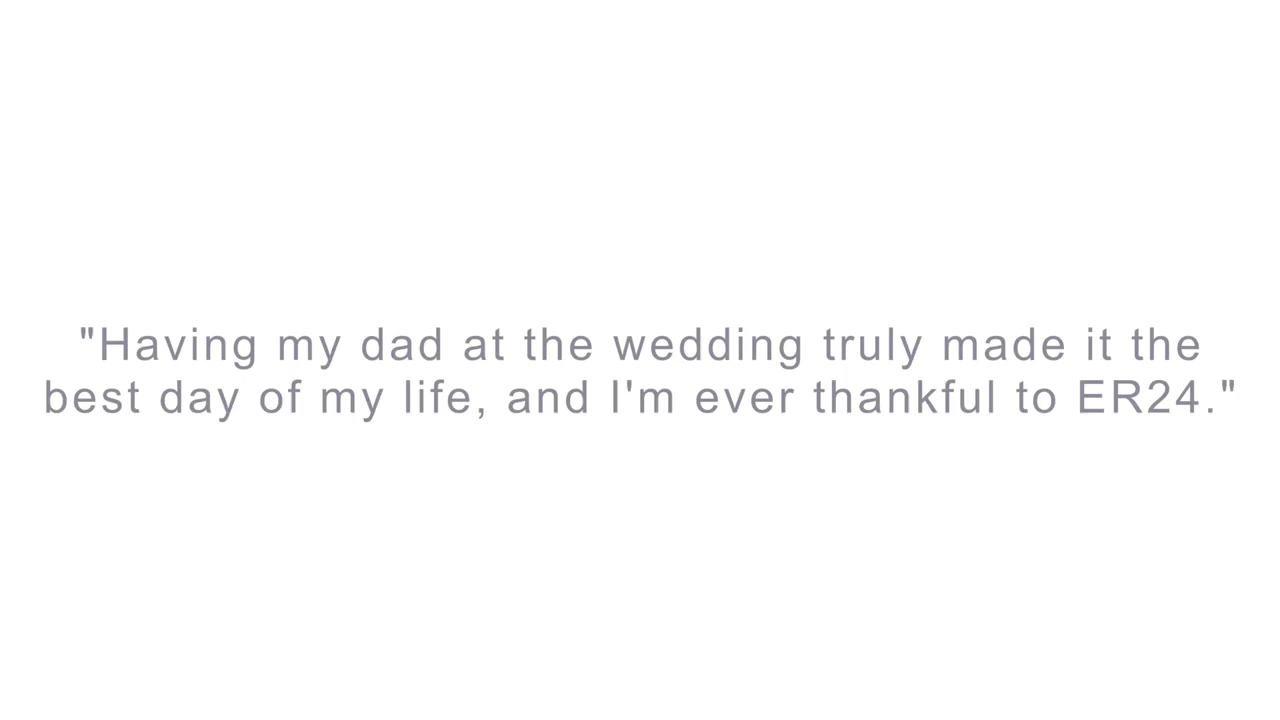 "Having my dad at the wedding truly made it the
best day of my life, and I'm ever thankful to ER24."